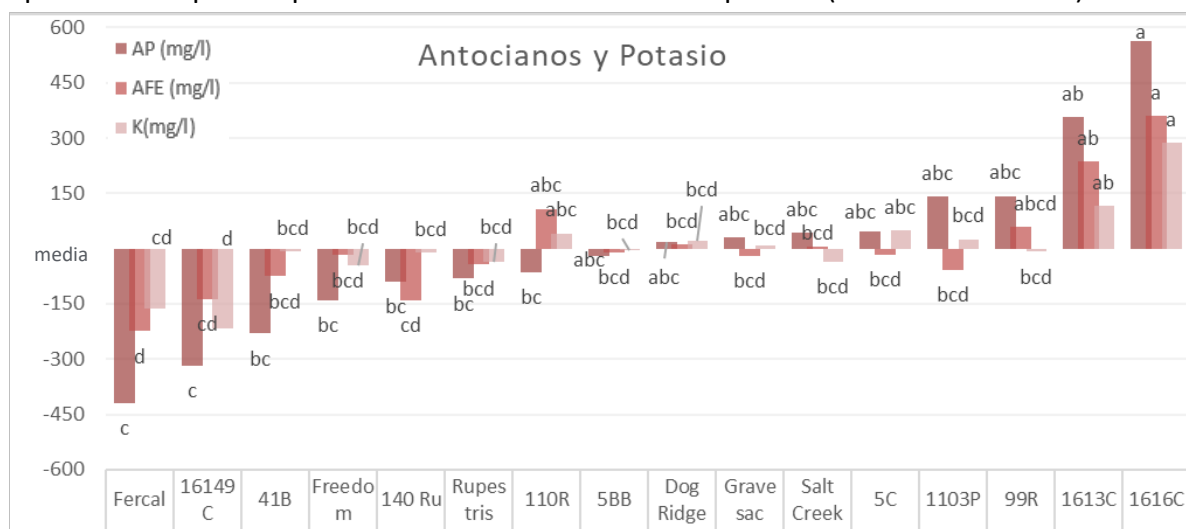 600
AP (mg/l)
Antocianos y Potasio
450
AFE (mg/l)
K(mg/l)
300
150
media
-150
-300
-450
-600
c d cd
c cd d
bc bcd bcd
bc bcd bcd
bc cd bcd
bc bcd bcd
bc abc abc
abc bcd bcd
abc bcd bcd
abc bcd bcd
abc bcd bcd
abc bcd abc
abc bcd bcd
abc abcd bcd
ab ab ab
a a a
Fercal
16149
C
41B
Freedo
m
140 Ru
Rupes
tris
110R
5BB
Dog
Ridge
Grave
sac
Salt
Creek
5C
1103P
99R
1613C
1616C